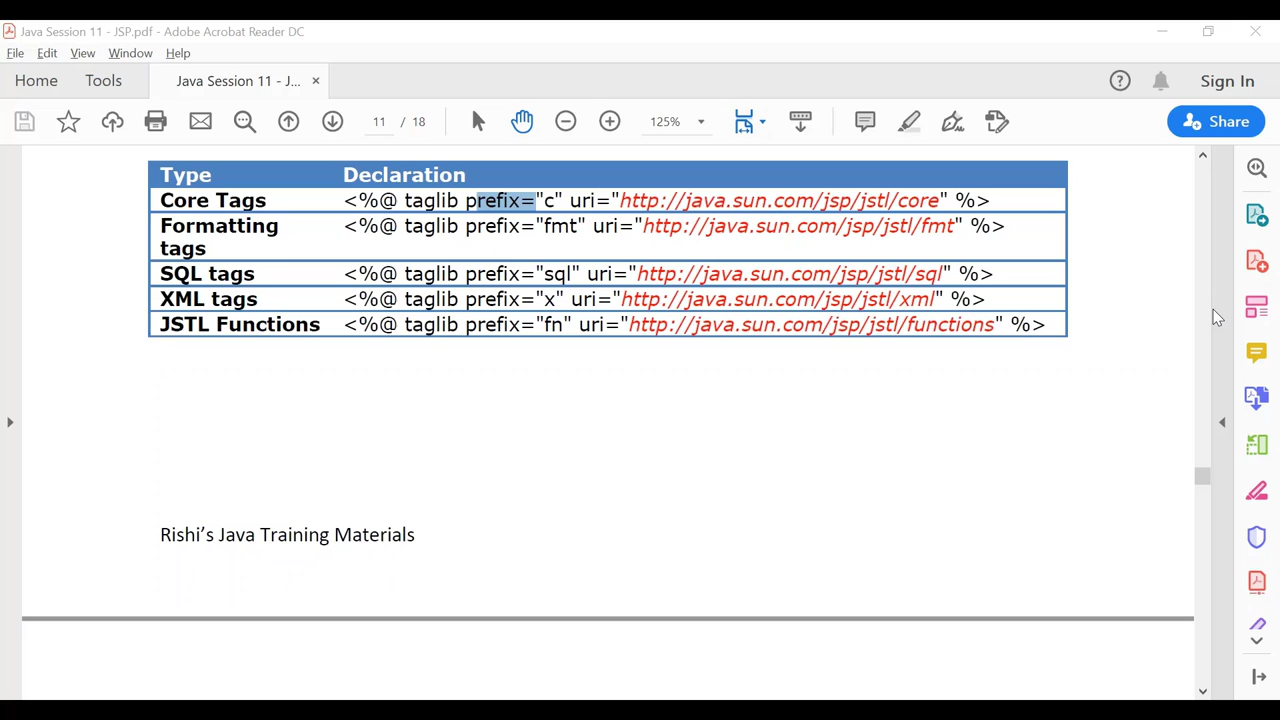 Java Session 11 - JSP.pdf - Adobe Acrobat Reader DC
File Edit View Window Help
Home Tools Java Session 11 - J... × Sign In
11 / 18 125% Share
Type Declaration
Core Tags <%@ taglib prefix="c" uri="http://java.sun.com/jsp/jstl/core" %>
Formatting <%@ taglib prefix="fmt" uri="http://java.sun.com/jsp/jstl/fmt" %>
tags
SQL tags <%@ taglib prefix="sql" uri="http://java.sun.com/jsp/jstl/sql" %>
XML tags <%@ taglib prefix="x" uri="http://java.sun.com/jsp/jstl/xml" %>
JSTL Functions <%@ taglib prefix="fn" uri="http://java.sun.com/jsp/jstl/functions" %>
Rishi’s Java Training Materials